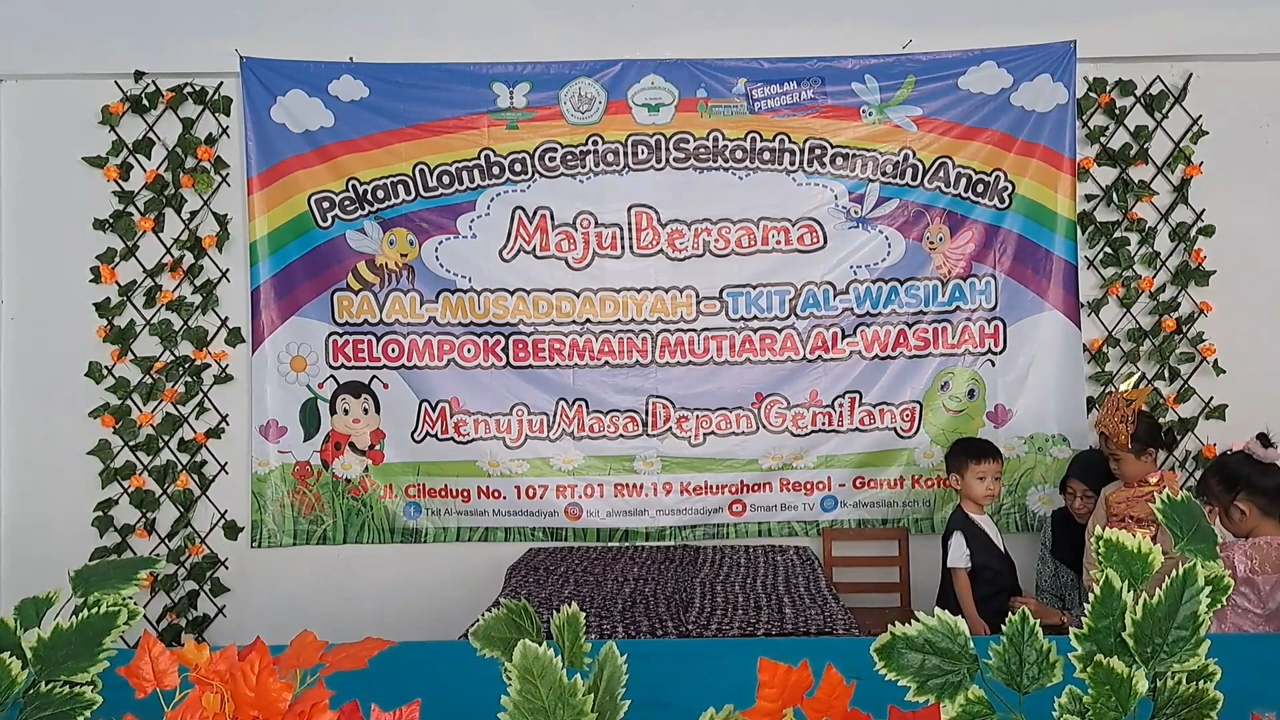 SEKOLAH
PENGGERAK
Pekan Lomba Ceria DI Sekolah Ramah Anak
Maju Bersama
RA AL-MUSADDADIYAH - TKIT AL-WASILAH
KELOMPOK BERMAIN MUTIARA AL-WASILAH
Menuju Masa Depan Gemilang
Jl. Ciledug No. 107 RT.01 RW.19 Kelurahan Regol - Garut Kota
Tkit Al-wasilah Musaddadiyah tkit_alwasilah_musaddadiyah Smart Bee TV tk-alwasilah.sch.id